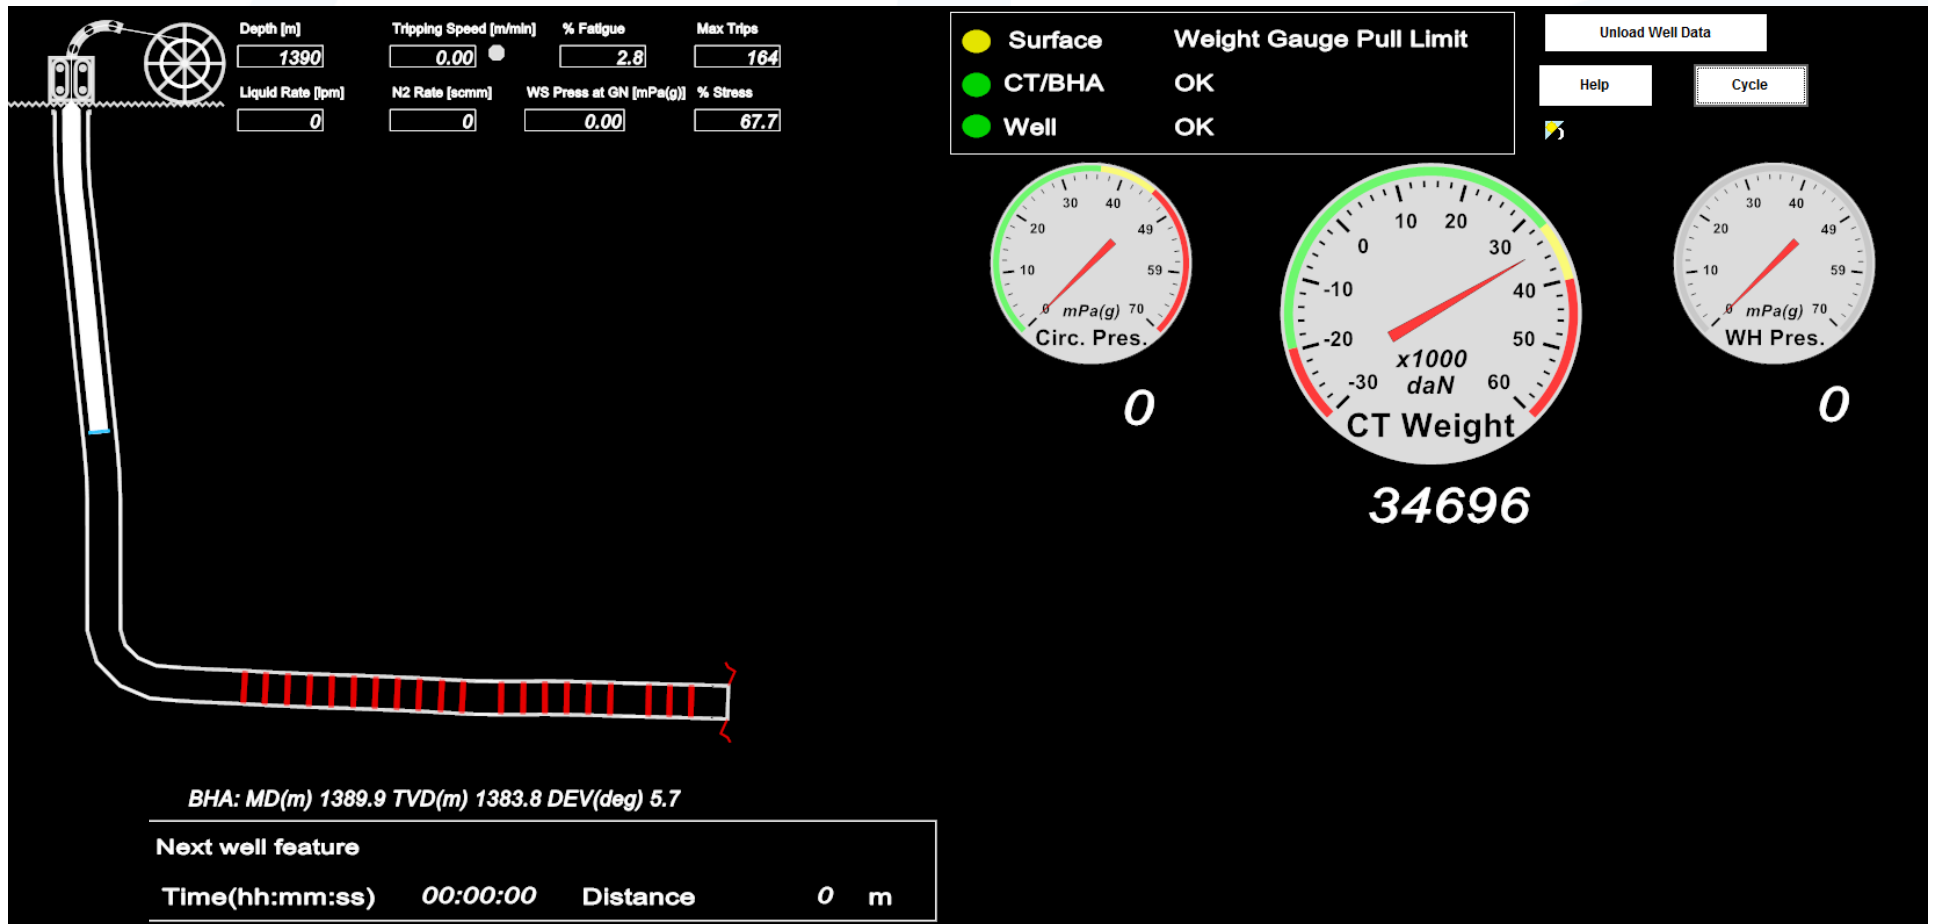 Depth [m] Tripping Speed [m/min] % Fatigue Max Trips
1390 0.00 2.8 164
Liquid Rate [lpm] N2 Rate [scmm] WS Press at GN [mPa(g)] % Stress
0 0 0.00 67.7
Surface Weight Gauge Pull Limit
CT/BHA OK
Well OK
Unload Well Data
Help Cycle
0 10 20 30 40 49 59 70
mPa(g)
Circ. Pres.
0
-30 -20 -10 0 10 20 30 40 50 60
x1000
daN
CT Weight
34696
0 10 20 30 40 49 59 70
mPa(g)
WH Pres.
0
BHA: MD(m) 1389.9 TVD(m) 1383.8 DEV(deg) 5.7
Next well feature
Time(hh:mm:ss) 00:00:00 Distance 0 m